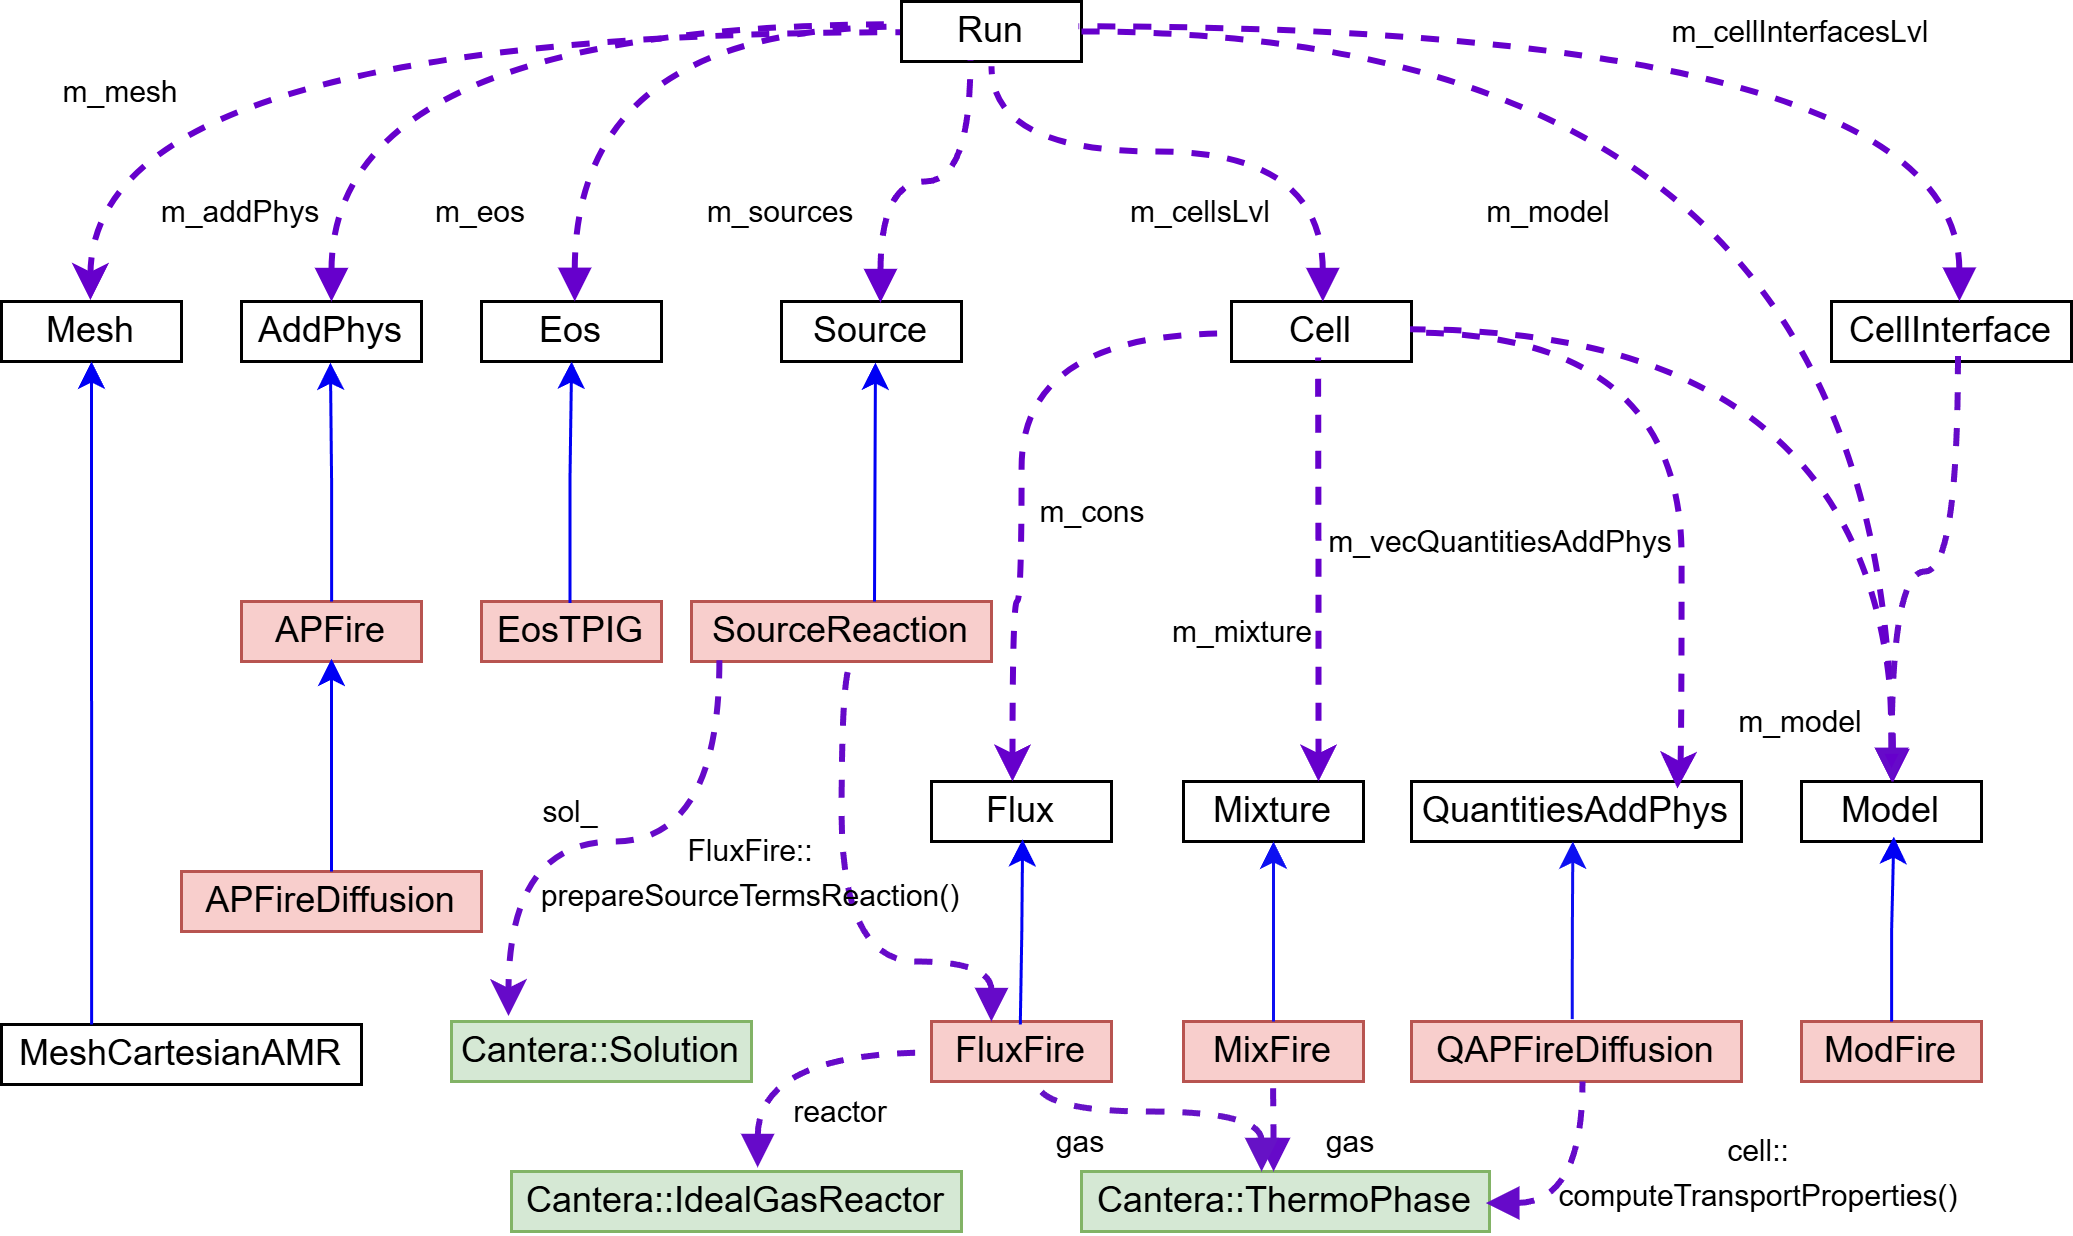 Run
m_cellInterfacesLvl
m_mesh
m_addPhys
m_eos
m_sources
m_cellsLvl
m_model
Mesh
AddPhys
Eos
Source
Cell
CellInterface
m_cons
m_vecQuantitiesAddPhys
APFire
EosTPIG
SourceReaction
m_mixture
m_model
sol_
Flux
Mixture
QuantitiesAddPhys
Model
FluxFire::
prepareSourceTermsReaction()
APFireDiffusion
MeshCartesianAMR
Cantera::Solution
FluxFire
MixFire
QAPFireDiffusion
ModFire
reactor
gas
gas
cell::
computeTransportProperties()
Cantera::IdealGasReactor
Cantera::ThermoPhase